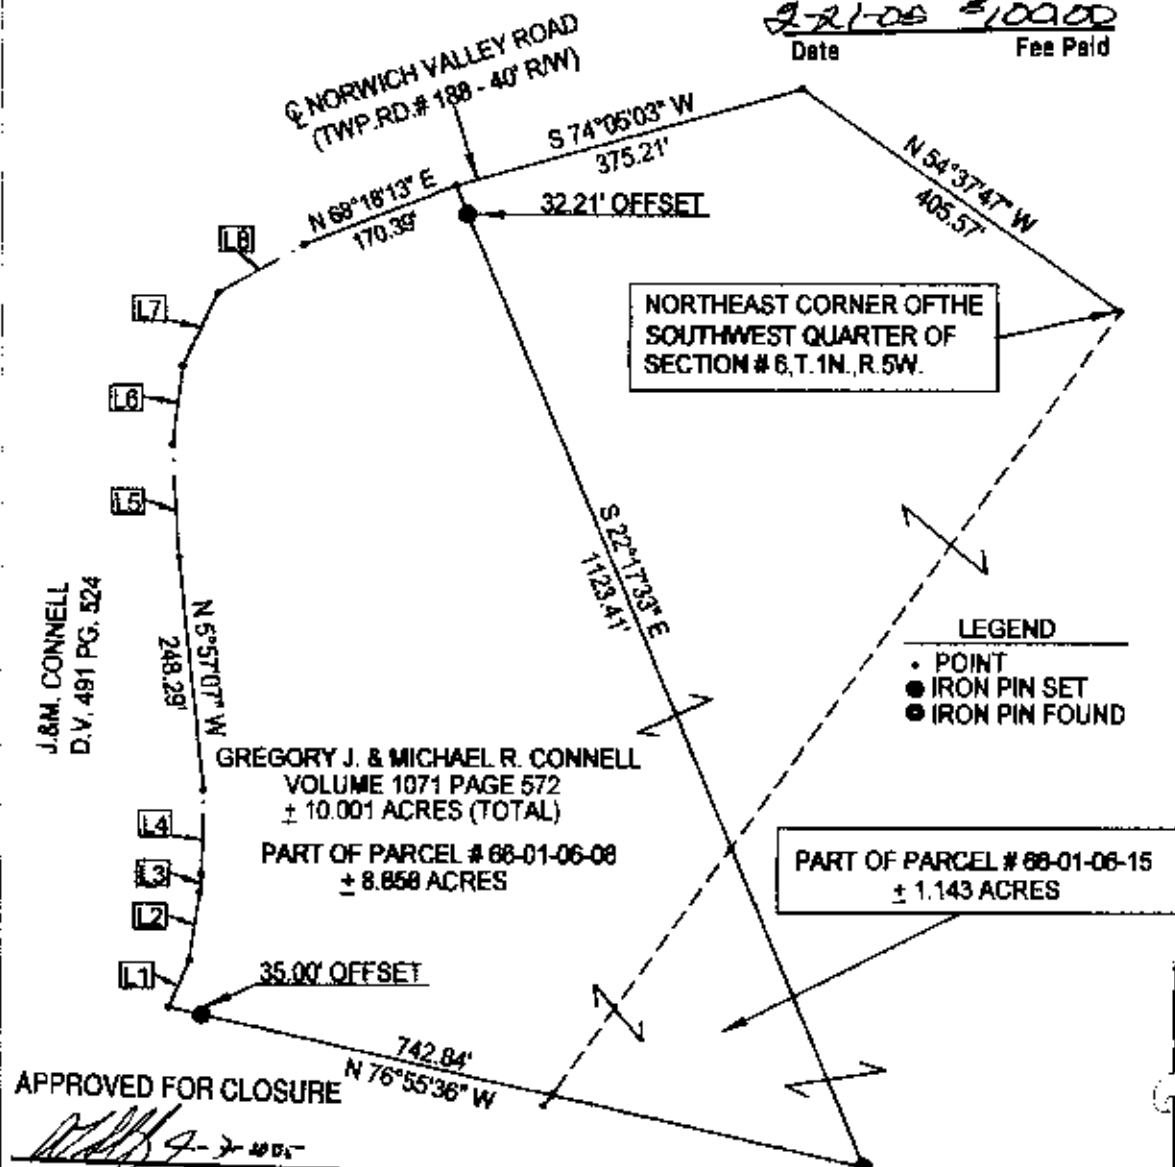 2-21-05 $100.00
Date Fee Paid
℄ NORWICH VALLEY ROAD
(TWP.RD.# 188 - 40' R/W)
S 74°05'03" W
375.21'
N 54°37'47" W
405.57'
N 68°18'13" E
170.39'
32.21' OFFSET
L8
L7
NORTHEAST CORNER OF THE
SOUTHWEST QUARTER OF
SECTION # 6, T.1N., R.5W.
L6
L5
S 22°17'33" E
1123.41'
J.&M. CONNELL
D.V. 491 PG. 524
N 5°57'07" W
248.29'
LEGEND
POINT
IRON PIN SET
IRON PIN FOUND
GREGORY J. & MICHAEL R. CONNELL
VOLUME 1071 PAGE 572
± 10.001 ACRES (TOTAL)
L4
PART OF PARCEL # 68-01-06-08
± 8.858 ACRES
L3
PART OF PARCEL # 68-01-06-15
± 1.143 ACRES
L2
L1
35.00' OFFSET
742.84'
N 76°55'36" W
APPROVED FOR CLOSURE